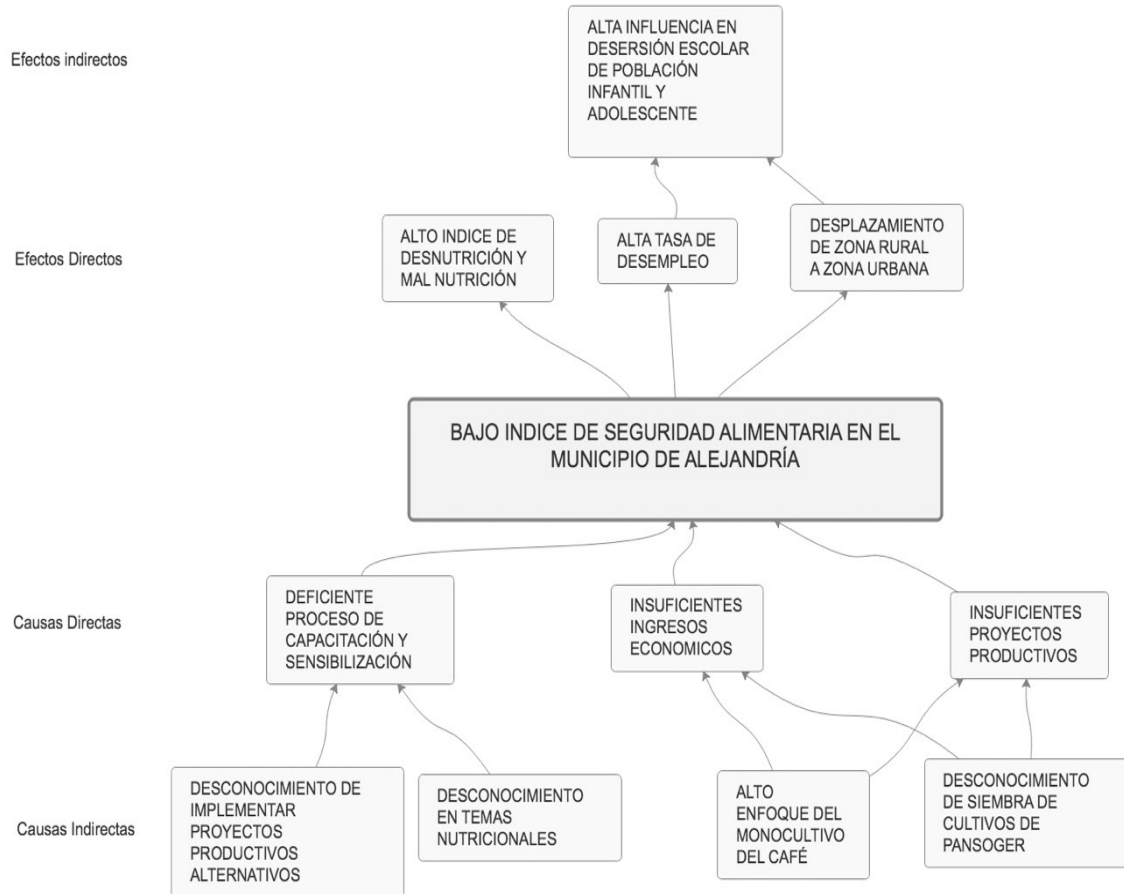 Efectos indirectos
ALTA INFLUENCIA EN
DESERSIÓN ESCOLAR
DE POBLACIÓN
INFANTIL Y
ADOLESCENTE
Efectos Directos
ALTO INDICE DE
DESNUTRICIÓN Y
MAL NUTRICIÓN
ALTA TASA DE
DESEMPLEO
DESPLAZAMIENTO
DE ZONA RURAL
A ZONA URBANA
BAJO INDICE DE SEGURIDAD ALIMENTARIA EN EL
MUNICIPIO DE ALEJANDRÍA
Causas Directas
DEFICIENTE
PROCESO DE
CAPACITACIÓN Y
SENSIBILIZACIÓN
INSUFICIENTES
INGRESOS
ECONOMICOS
INSUFICIENTES
PROYECTOS
PRODUCTIVOS
Causas Indirectas
DESCONOCIMIENTO DE
IMPLEMENTAR
PROYECTOS
PRODUCTIVOS
ALTERNATIVOS
DESCONOCIMIENTO
EN TEMAS
NUTRICIONALES
ALTO
ENFOQUE DEL
MONOCULTIVO
DEL CAFÉ
DESCONOCIMIENTO
DE SIEMBRA DE
CULTIVOS DE
PANSOGER